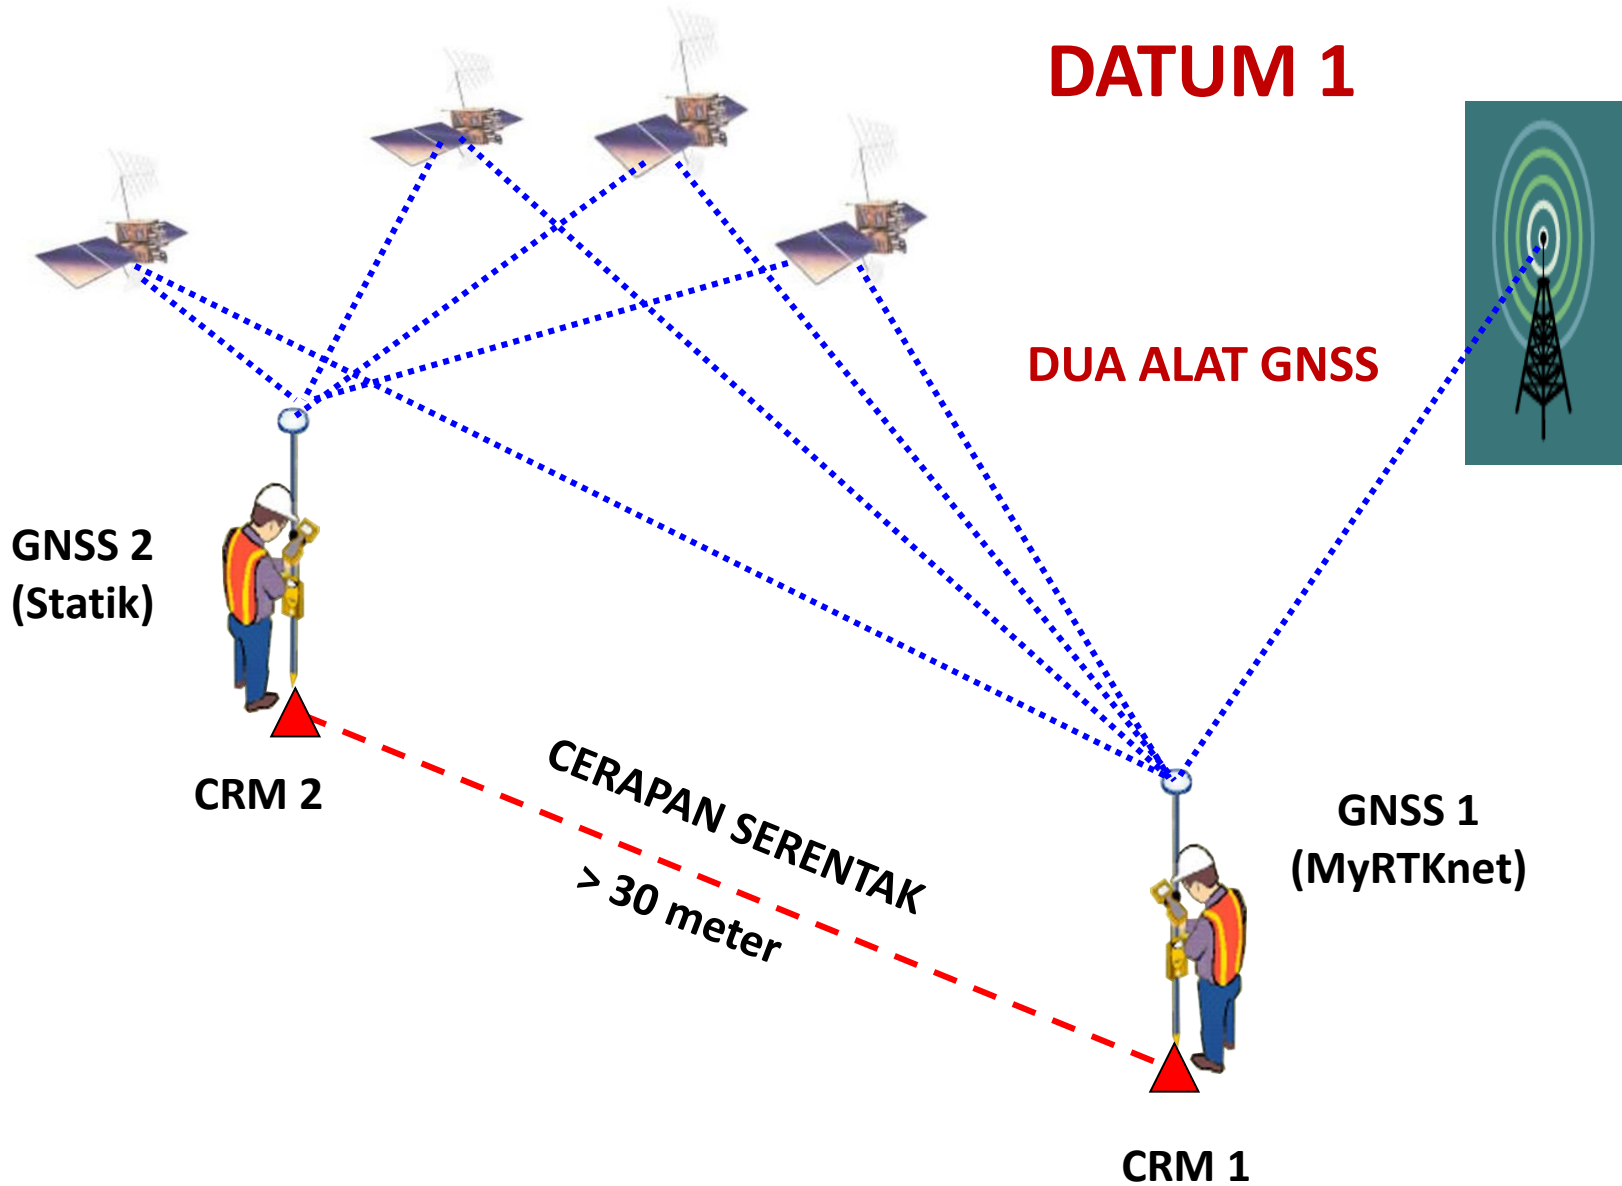 DATUM 1
DUA ALAT GNSS
GNSS 2
(Statik)
CRM 2
CERAPAN SERENTAK
> 30 meter
GNSS 1
(MyRTKnet)
CRM 1